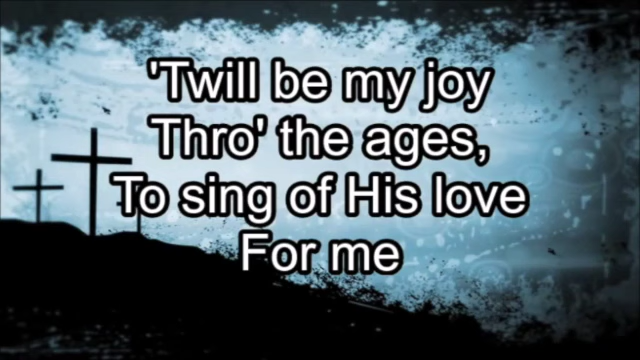 'Twill be my joy
Thro' the ages,
To sing of His love
For me